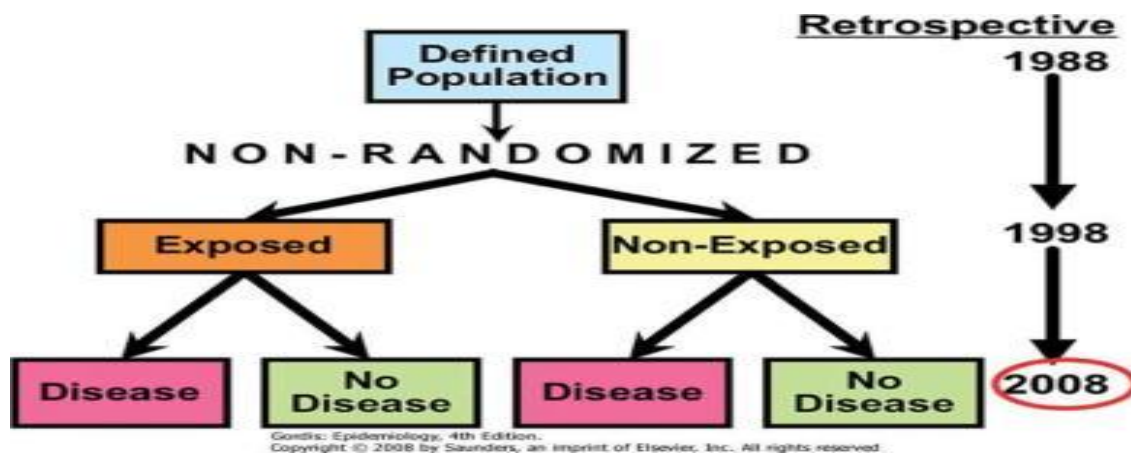 Retrospective
Defined
Population
1988
NON-RANDOMIZED
Exposed
Non-Exposed
1998
Disease
No
Disease
Disease
No
Disease
2008
Gordis: Epidemiology, 4th Edition.
Copyright © 2008 by Saunders, an imprint of Elsevier, Inc. All rights reserved